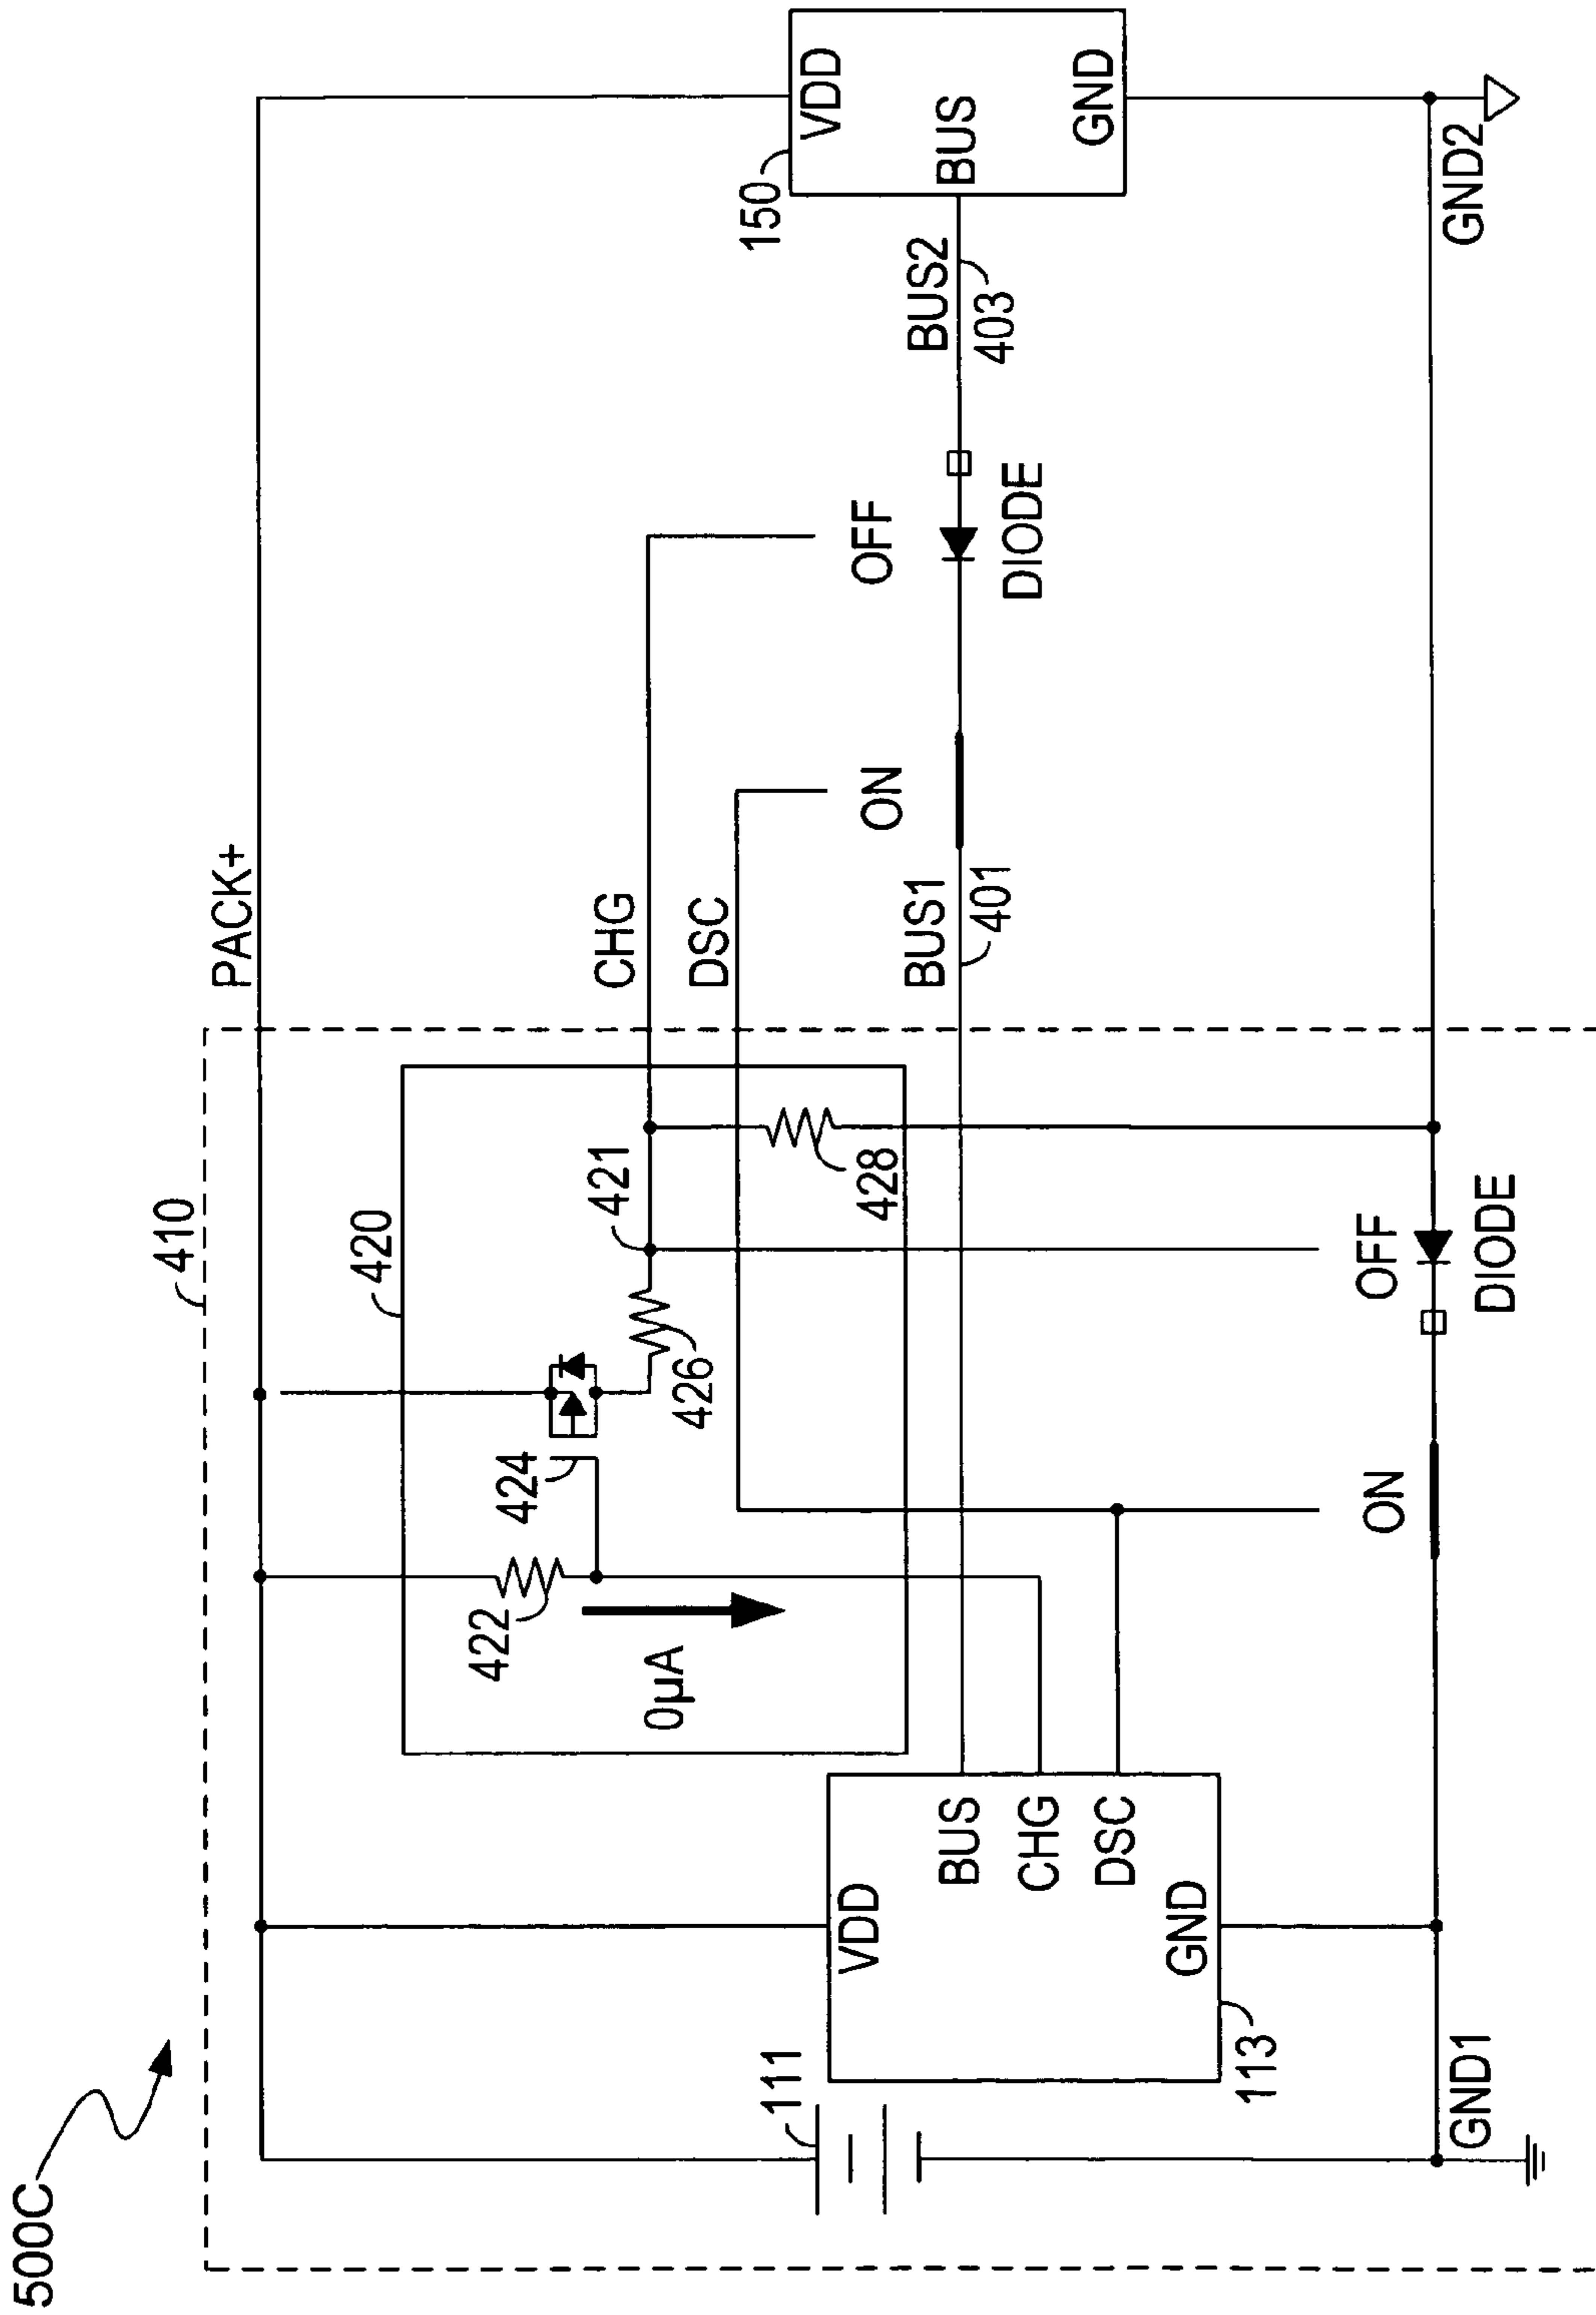 500C
410
PACK+
420
421
CHG
DSC
422
424
426
428
0µA
OFF
ON
150
VDD
BUS
GND
BUS1
401
DIODE
BUS2
403
111
VDD
BUS
CHG
DSC
GND
113
ON
OFF
DIODE
GND1
GND2